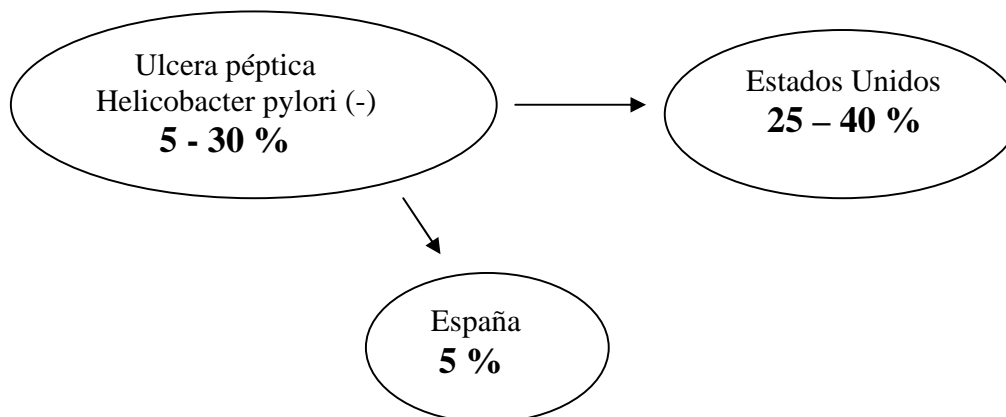 Ulcera péptica
Helicobacter pylori (-)
5 - 30 %
Estados Unidos
25 – 40 %
España
5 %